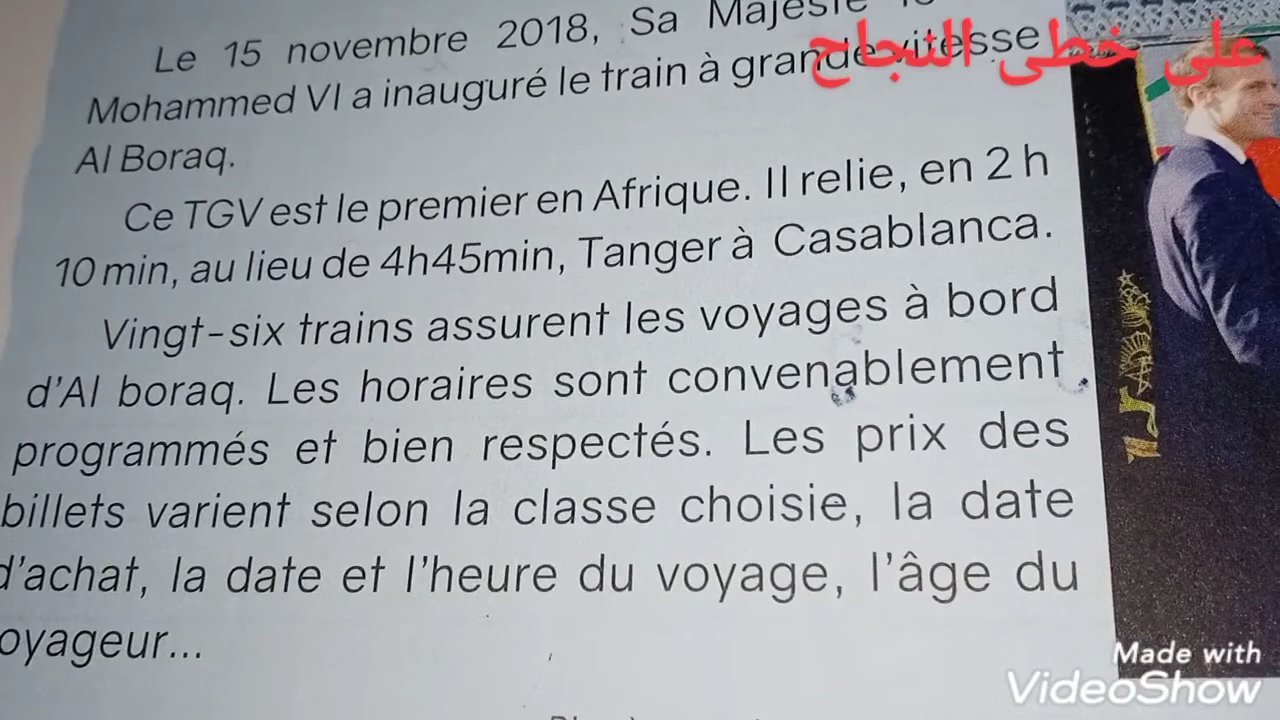 Le 15 novembre 2018, Sa Majesté
Mohammed VI a inauguré le train à grande vitesse
Al Boraq.
Ce TGV est le premier en Afrique. Il relie, en 2 h
10 min, au lieu de 4h45min, Tanger à Casablanca.
Vingt-six trains assurent les voyages à bord
d'Al boraq. Les horaires sont convenablement
programmés et bien respectés. Les prix des
billets varient selon la classe choisie, la date
d'achat, la date et l'heure du voyage, l'âge du
oyageur...
على خطى النجاح
Made with
VideoShow